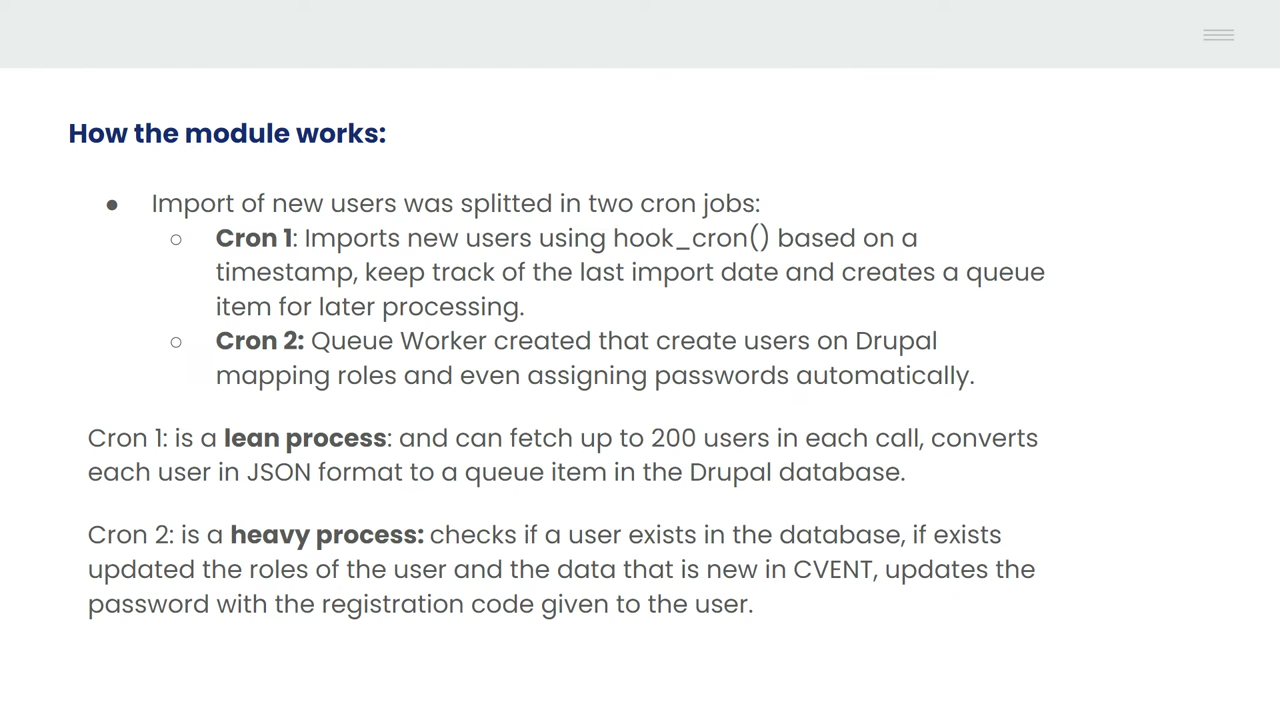 How the module works:
● Import of new users was splitted in two cron jobs:
○ Cron 1: Imports new users using hook_cron() based on a
timestamp, keep track of the last import date and creates a queue
item for later processing.
○ Cron 2: Queue Worker created that create users on Drupal
mapping roles and even assigning passwords automatically.
Cron 1: is a lean process: and can fetch up to 200 users in each call, converts
each user in JSON format to a queue item in the Drupal database.
Cron 2: is a heavy process: checks if a user exists in the database, if exists
updated the roles of the user and the data that is new in CVENT, updates the
password with the registration code given to the user.